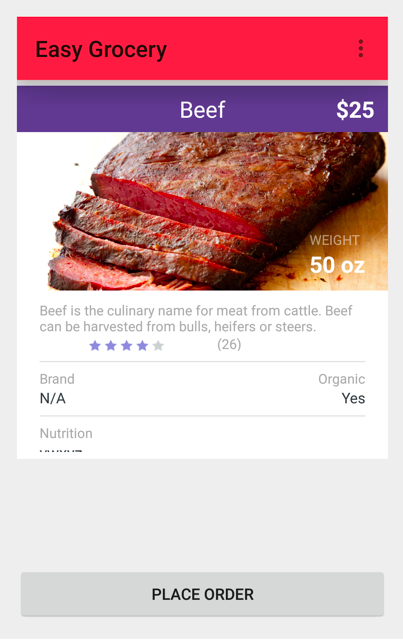 Easy Grocery
Beef $25
WEIGHT
50 oz
Beef is the culinary name for meat from cattle. Beef
can be harvested from bulls, heifers or steers.
(26)
Brand Organic
N/A Yes
Nutrition
PLACE ORDER